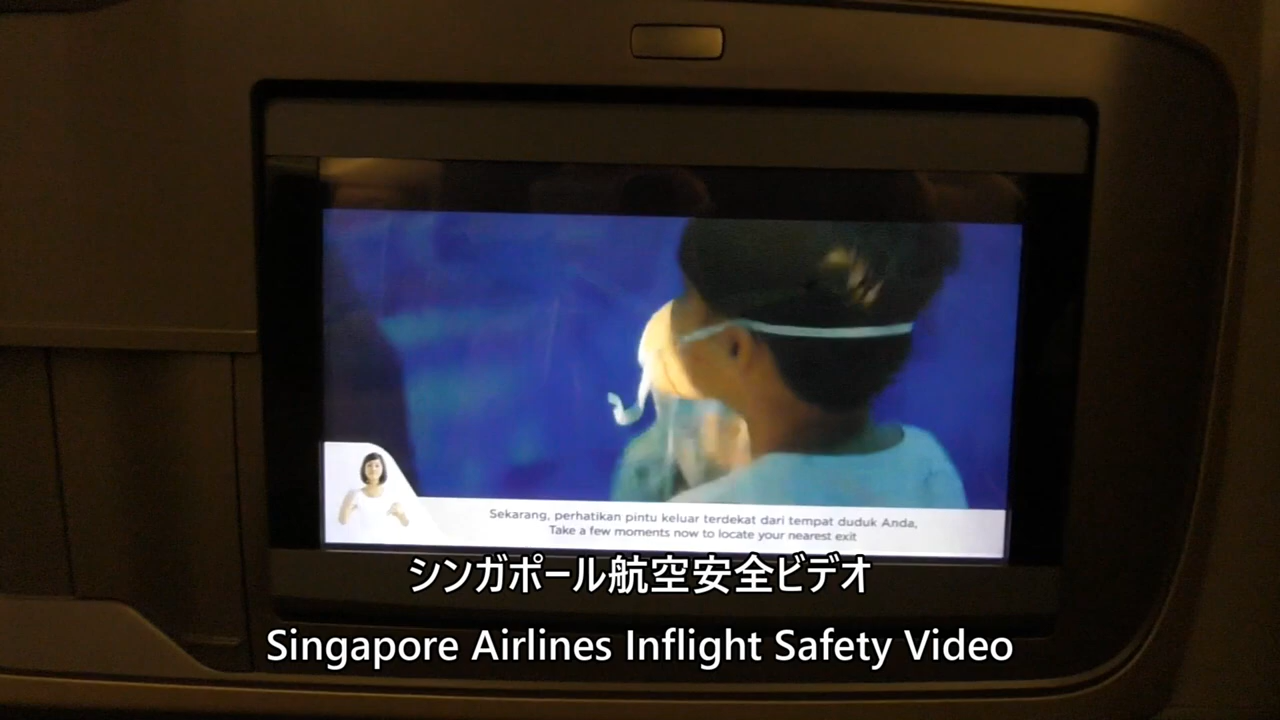 Sekarang, perhatikan pintu keluar terdekat dari tempat duduk Anda,
Take a few moments now to locate your nearest exit
シンガポール航空安全ビデオ
Singapore Airlines Inflight Safety Video